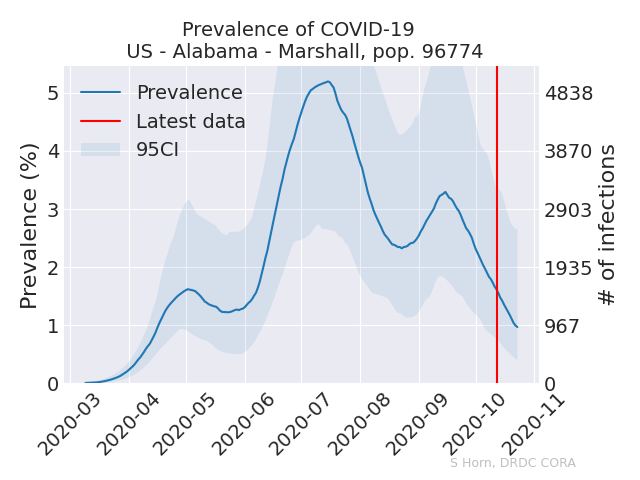 Prevalence of COVID-19
US - Alabama - Marshall, pop. 96774
Prevalence
Latest data
95CI
Prevalence (%)
5
4
3
2
1
0
4838
3870
2903
1935
967
0
# of infections
2020-03
2020-04
2020-05
2020-06
2020-07
2020-08
2020-09
2020-10
2020-11
S Horn, DRDC CORA